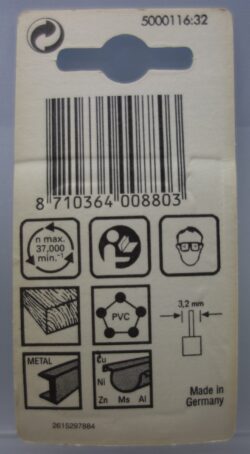 5000116:32
8 710364 008803
n max.
37,000
min.⁻¹
PVC
3,2 mm
METAL
Cu
Ni
Zn Ms Al
Made in
Germany
2615297884